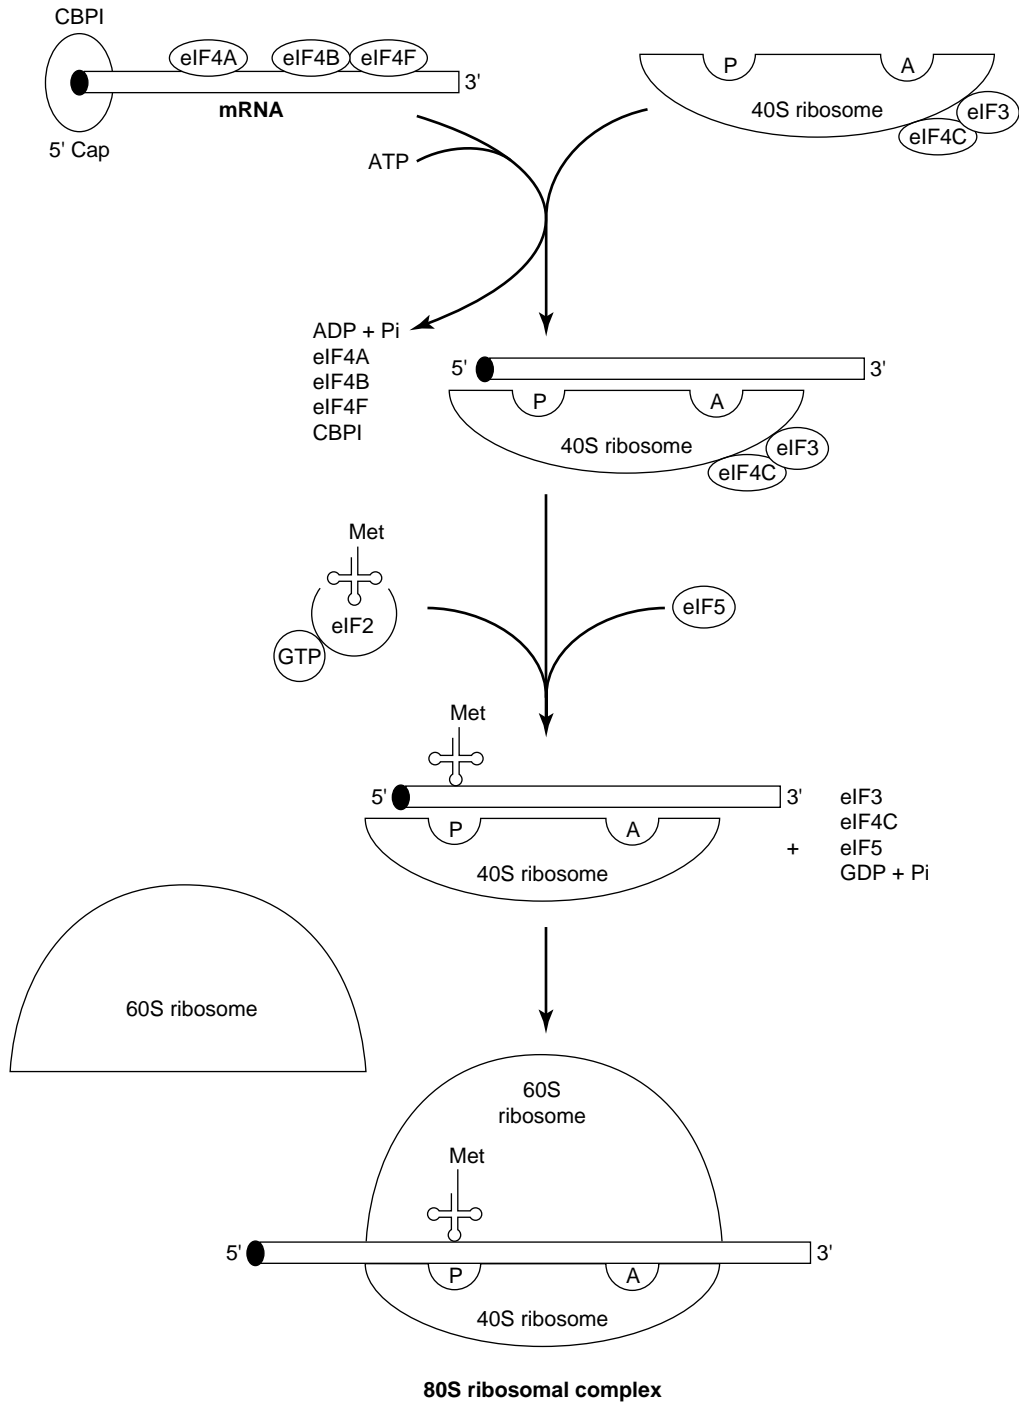 CBPI
eIF4A
eIF4B
eIF4F
3'
mRNA
5' Cap
P
A
40S ribosome
eIF3
eIF4C
ATP
ADP + Pi
eIF4A
eIF4B
eIF4F
CBPI
5'
3'
P
A
40S ribosome
eIF3
eIF4C
Met
eIF2
GTP
eIF5
Met
5'
3'
P
A
40S ribosome
+
eIF3
eIF4C
eIF5
GDP + Pi
60S ribosome
60S
ribosome
Met
5'
3'
P
A
40S ribosome
80S ribosomal complex